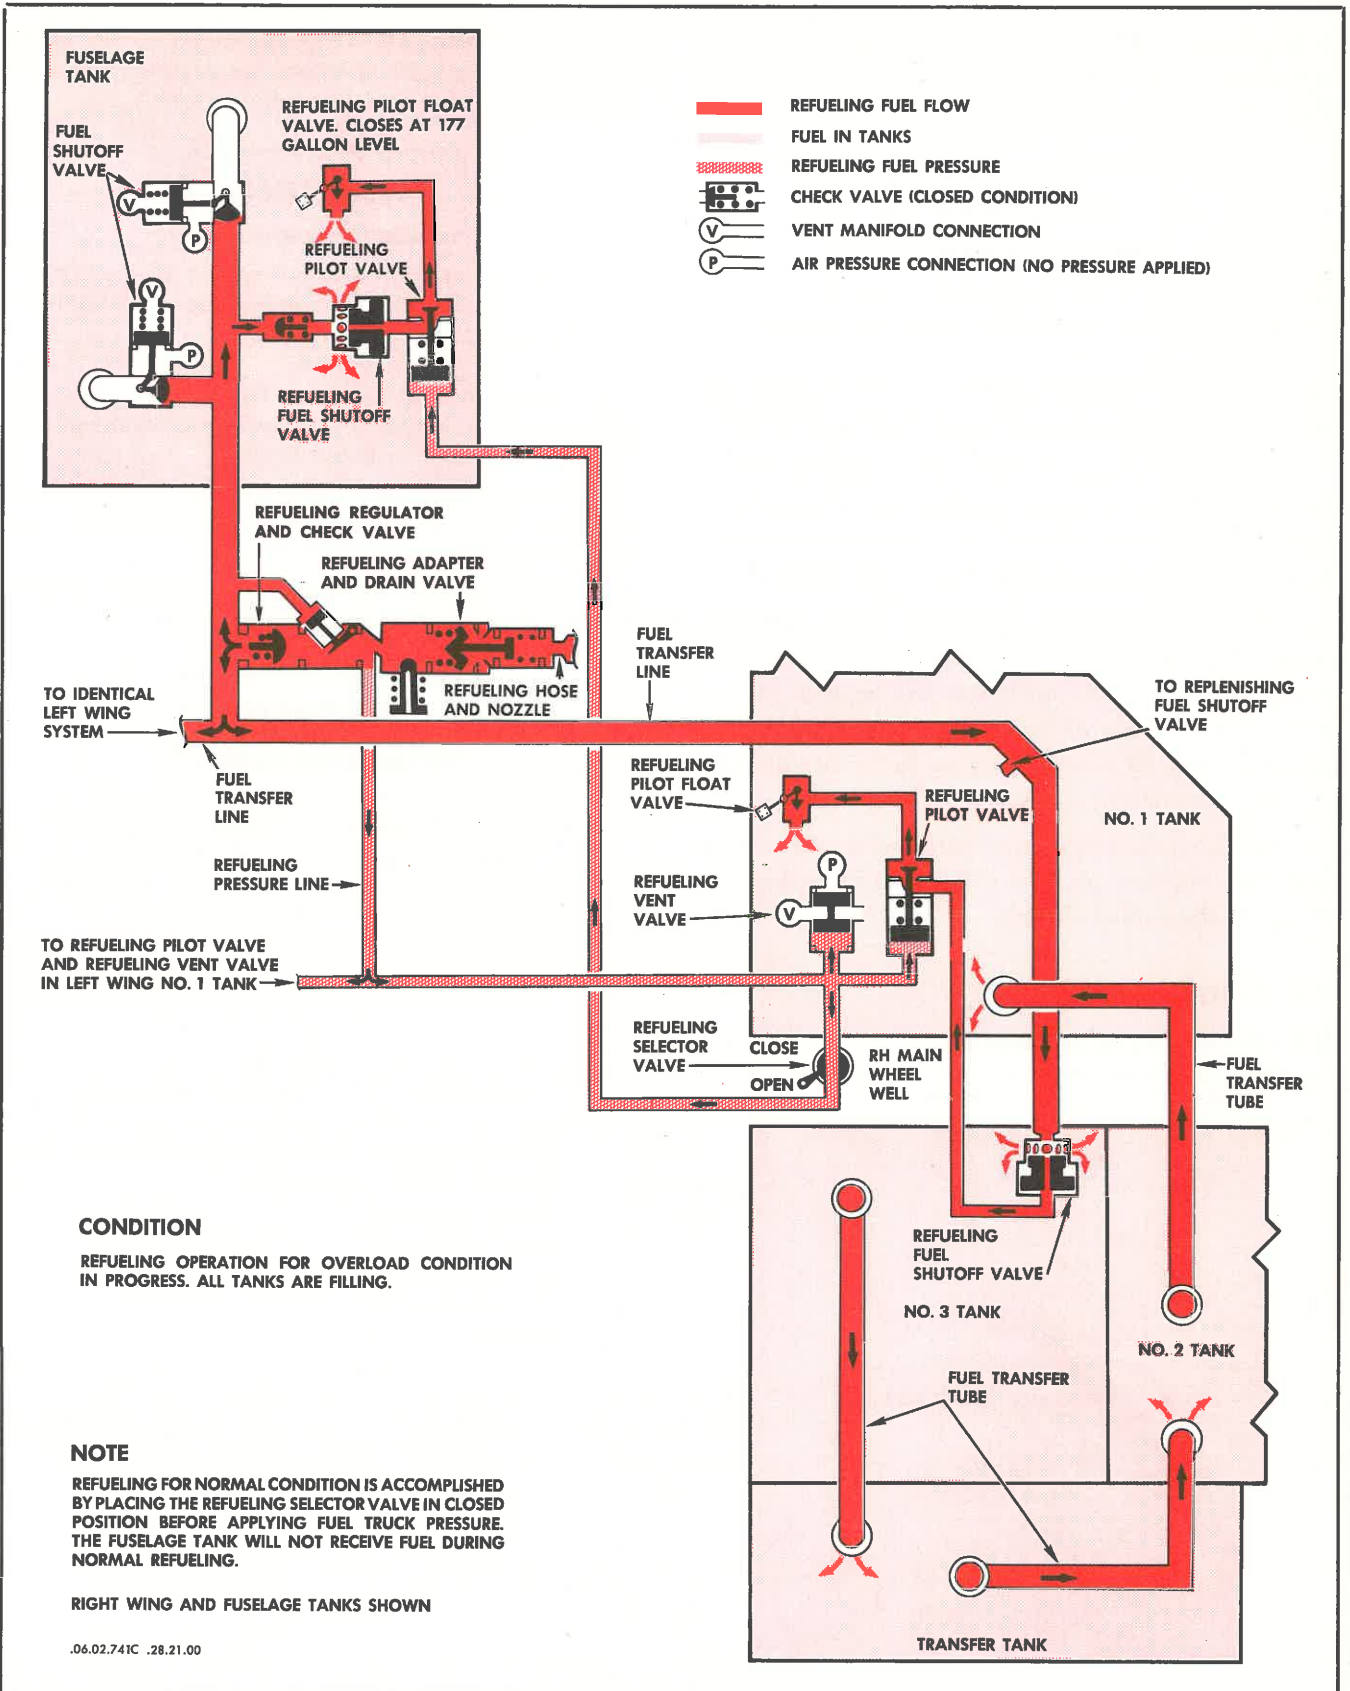 FUSELAGE
TANK
FUEL
SHUTOFF
VALVE
REFUELING PILOT FLOAT
VALVE. CLOSES AT 177
GALLON LEVEL
V
P
REFUELING
PILOT VALVE
V
P
REFUELING
FUEL SHUTOFF
VALVE
REFUELING FUEL FLOW
FUEL IN TANKS
REFUELING FUEL PRESSURE
CHECK VALVE (CLOSED CONDITION)
V VENT MANIFOLD CONNECTION
P AIR PRESSURE CONNECTION (NO PRESSURE APPLIED)
REFUELING REGULATOR
AND CHECK VALVE
REFUELING ADAPTER
AND DRAIN VALVE
REFUELING HOSE
AND NOZZLE
FUEL
TRANSFER
LINE
TO IDENTICAL
LEFT WING
SYSTEM
FUEL
TRANSFER
LINE
TO REPLENISHING
FUEL SHUTOFF
VALVE
REFUELING
PILOT FLOAT
VALVE
REFUELING
PILOT VALVE
NO. 1 TANK
REFUELING
PRESSURE LINE
P
REFUELING
VENT
VALVE
V
TO REFUELING PILOT VALVE
AND REFUELING VENT VALVE
IN LEFT WING NO. 1 TANK
REFUELING
SELECTOR
VALVE
CLOSE
OPEN
RH MAIN
WHEEL
WELL
FUEL
TRANSFER
TUBE
REFUELING
FUEL
SHUTOFF VALVE
NO. 3 TANK
NO. 2 TANK
FUEL TRANSFER
TUBE
TRANSFER TANK
CONDITION
REFUELING OPERATION FOR OVERLOAD CONDITION
IN PROGRESS. ALL TANKS ARE FILLING.
NOTE
REFUELING FOR NORMAL CONDITION IS ACCOMPLISHED
BY PLACING THE REFUELING SELECTOR VALVE IN CLOSED
POSITION BEFORE APPLYING FUEL TRUCK PRESSURE.
THE FUSELAGE TANK WILL NOT RECEIVE FUEL DURING
NORMAL REFUELING.
RIGHT WING AND FUSELAGE TANKS SHOWN
.06.02.741C .28.21.00